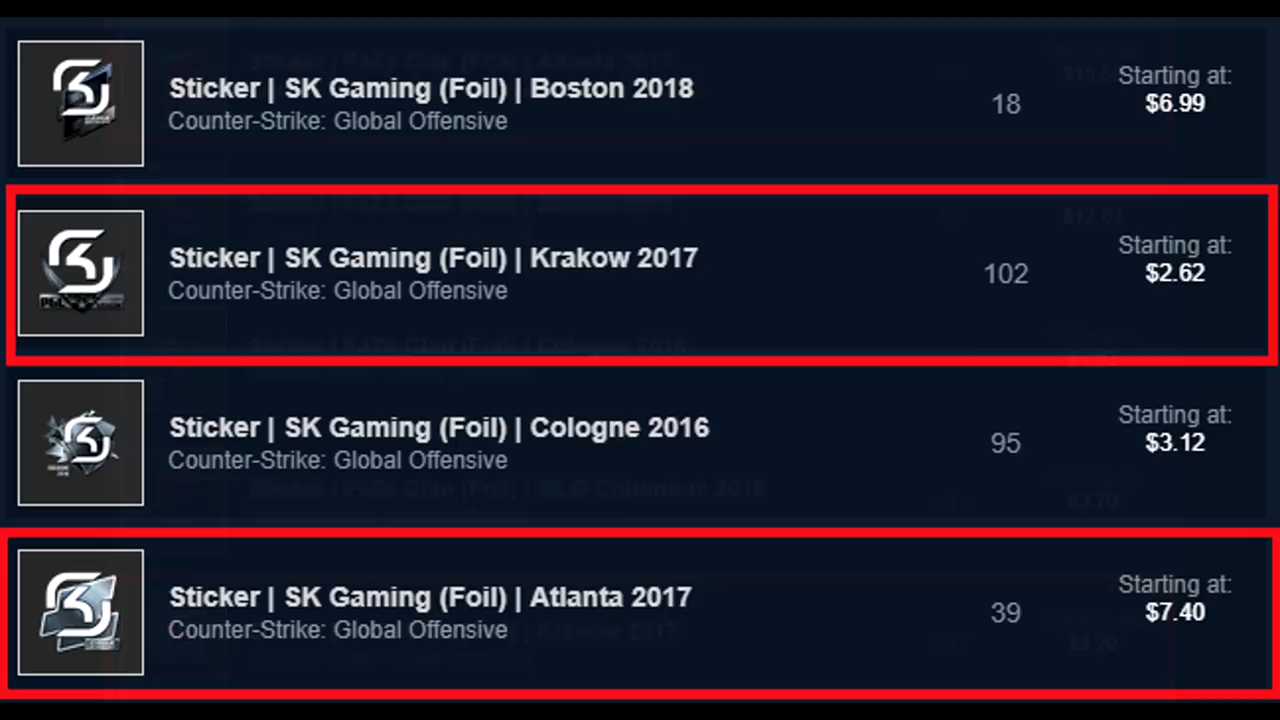 Sticker | SK Gaming (Foil) | Boston 2018
Counter-Strike: Global Offensive
18
Starting at:
$6.99
Sticker | SK Gaming (Foil) | Krakow 2017
Counter-Strike: Global Offensive
102
Starting at:
$2.62
Sticker | SK Gaming (Foil) | Cologne 2016
Counter-Strike: Global Offensive
95
Starting at:
$3.12
Sticker | SK Gaming (Foil) | Atlanta 2017
Counter-Strike: Global Offensive
39
Starting at:
$7.40